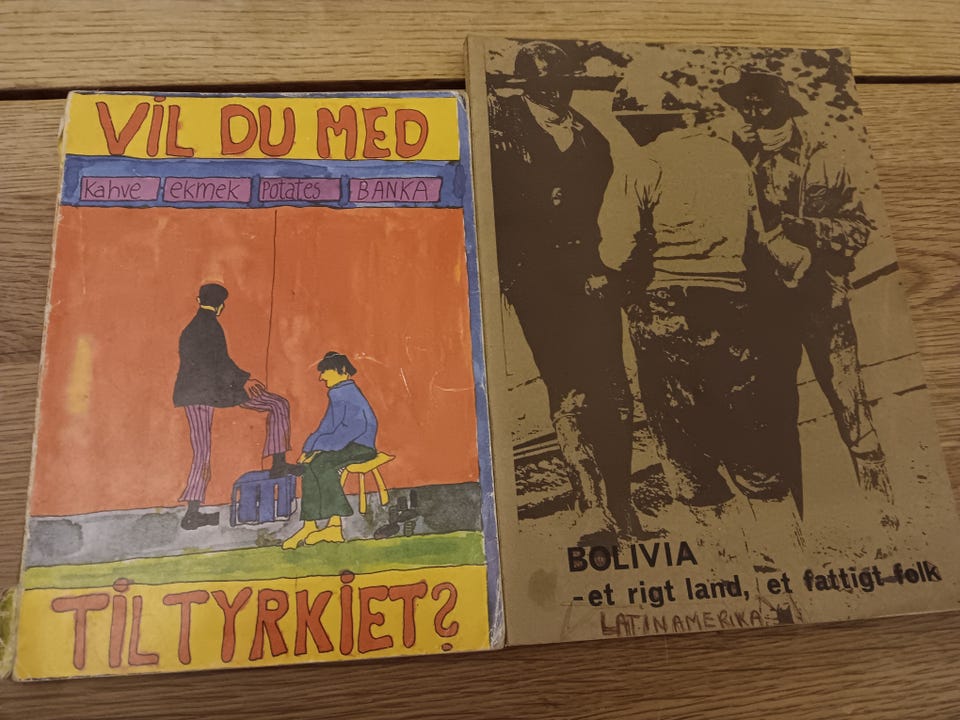 VIL DU MED
kahve ekmek potates BANKA
TIL TYRKIET?
BOLIVIA
-et rigt land, et fattigt folk
LATINAMERIKA